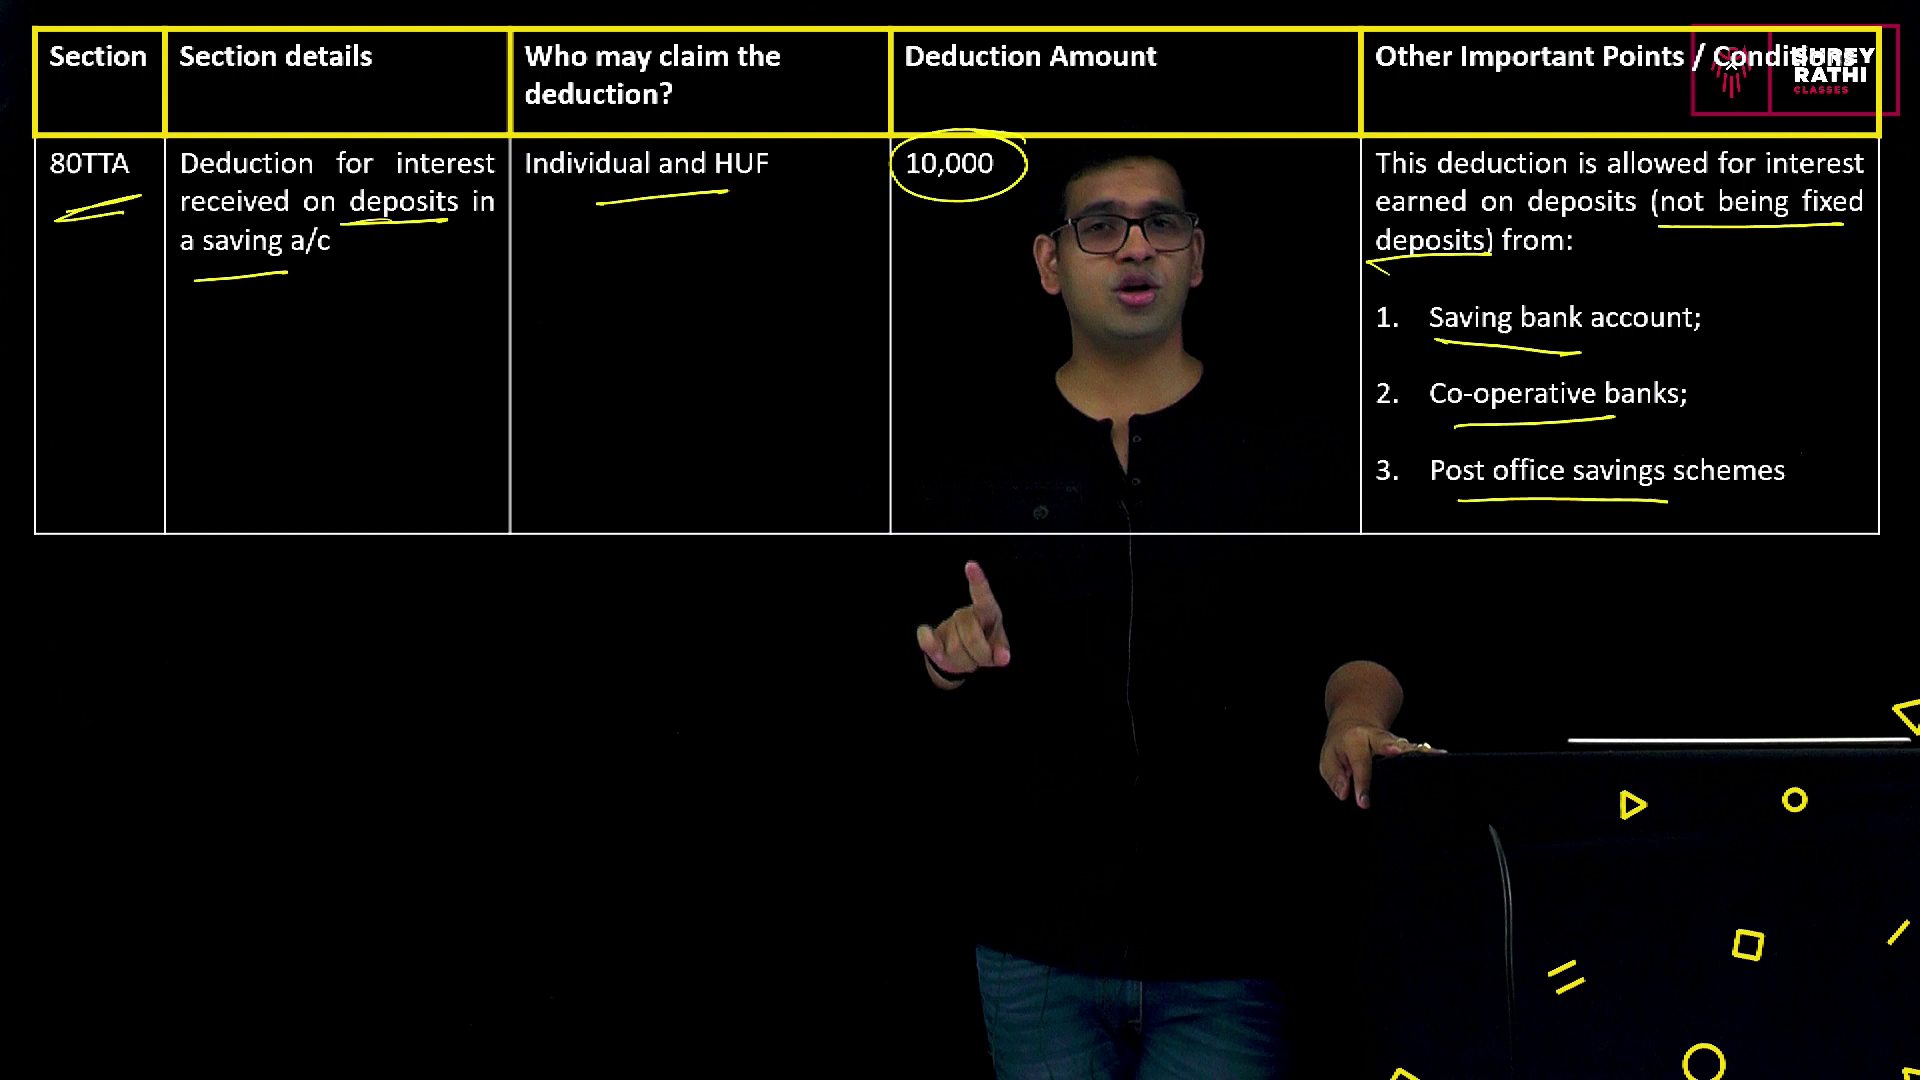 Section
Section details
Who may claim the
deduction?
Deduction Amount
Other Important Points / Conditions
SHREY
RATHI
CLASSES
80TTA
Deduction for interest
received on deposits in
a saving a/c
Individual and HUF
10,000
This deduction is allowed for interest
earned on deposits (not being fixed
deposits) from:
1. Saving bank account;
2. Co-operative banks;
3. Post office savings schemes